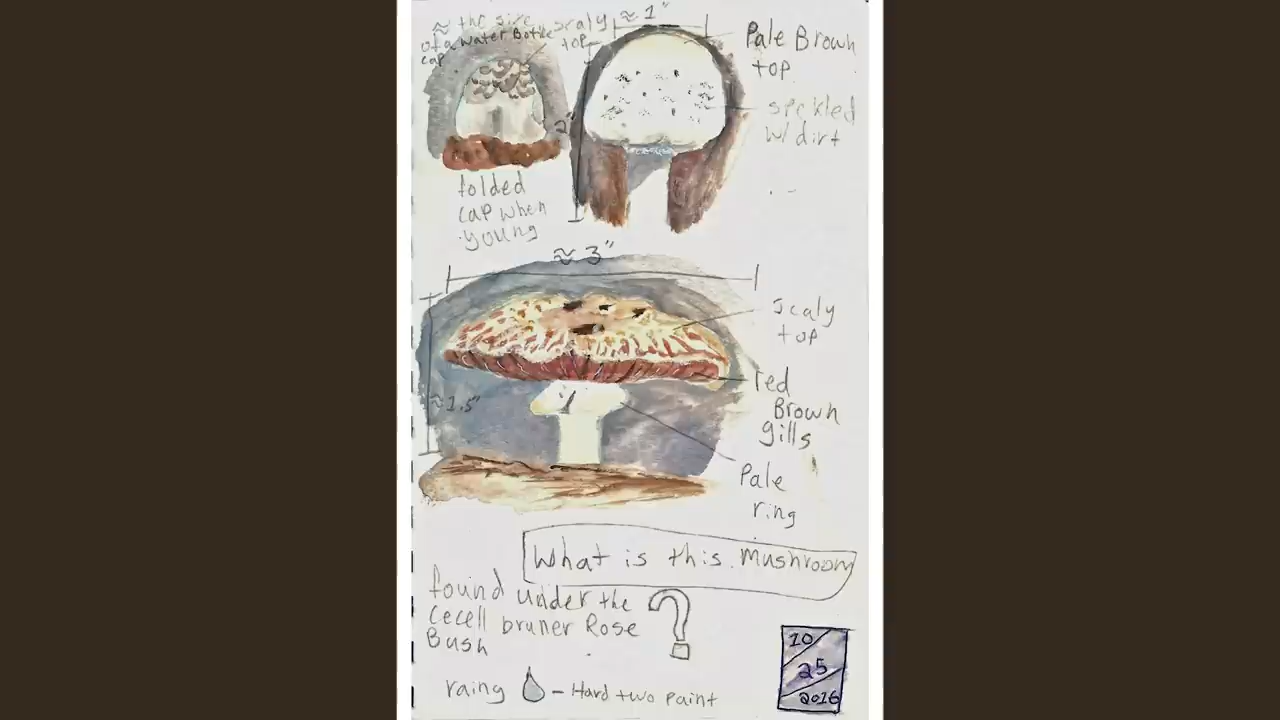 ≈ the size
of a water Bottle
cap
scaly
top
≈ 1"
Pale Brown
top
speckled
w/ dirt
2"
folded
cap when
young
≈ 3"
scaly
top
red
Brown
gills
≈1.5"
Pale
ring
What is this Mushroom
?
found under the
Cecell bruner Rose
Bush
raing - Hard two paint
10
25
2016